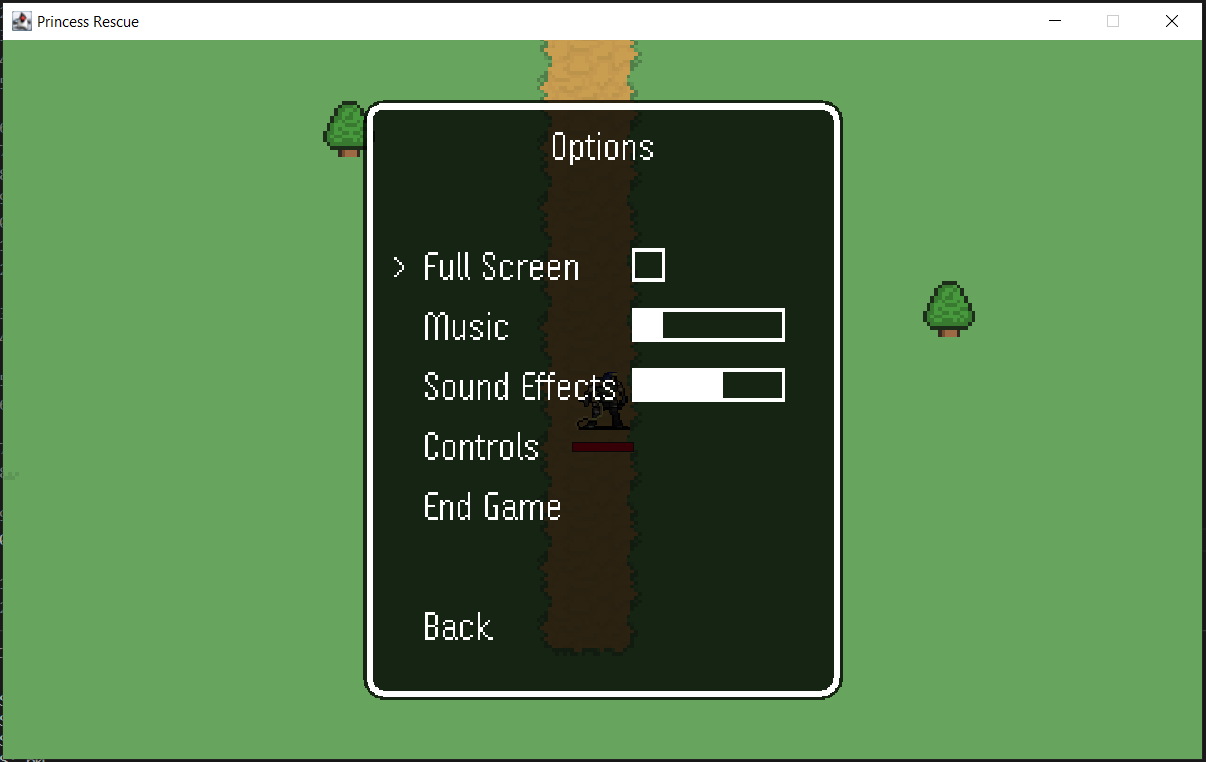 Princess Rescue
Options
> Full Screen
Music
Sound Effects
Controls
End Game
Back